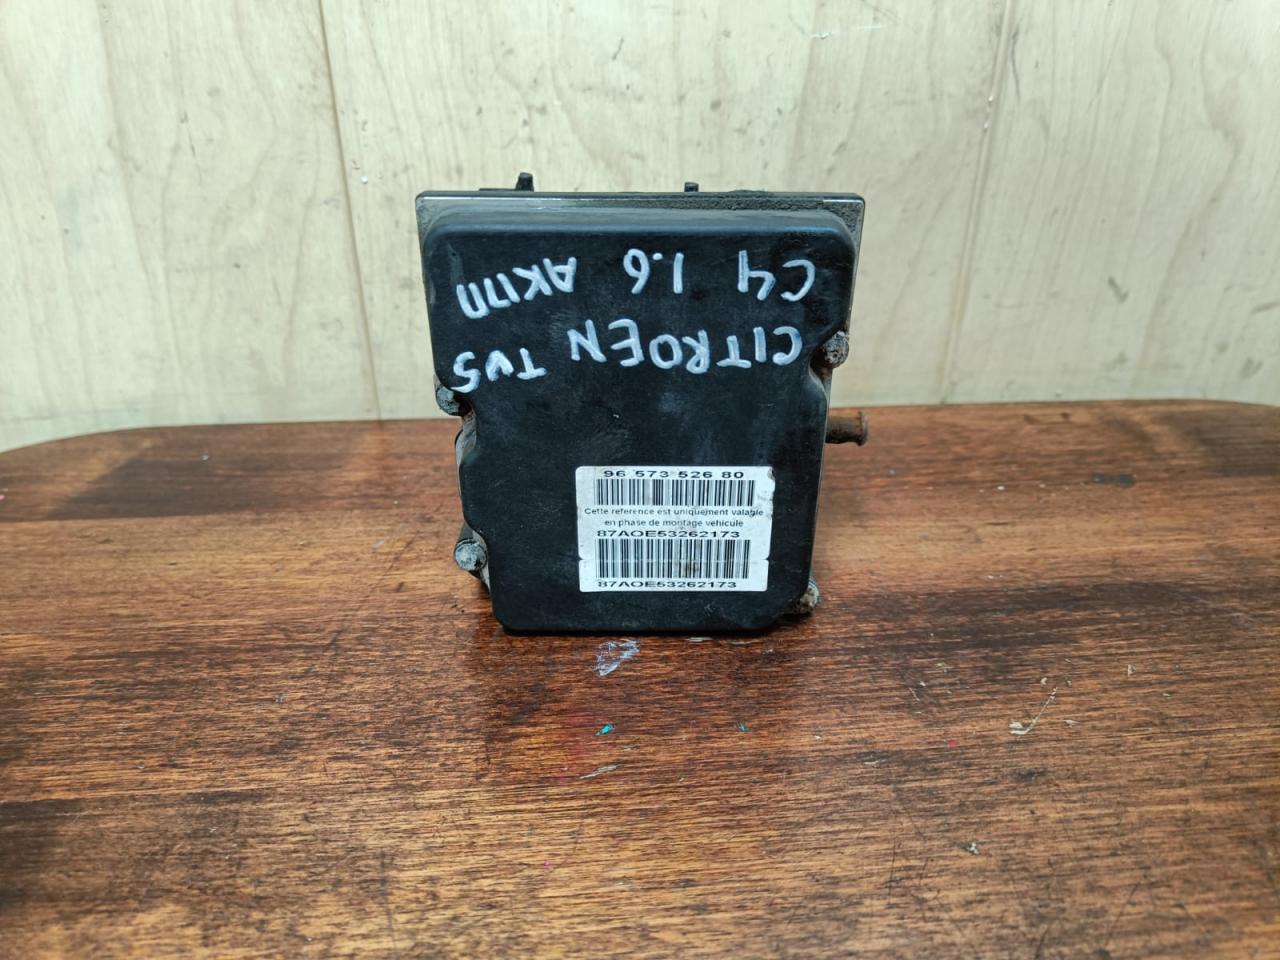 CITROEN TU5
C4 1.6 АКПП
96 573 526 80
Cette reference est uniquement valable
en phase de montage vehicule
87AOE53262173
87AOE53262173